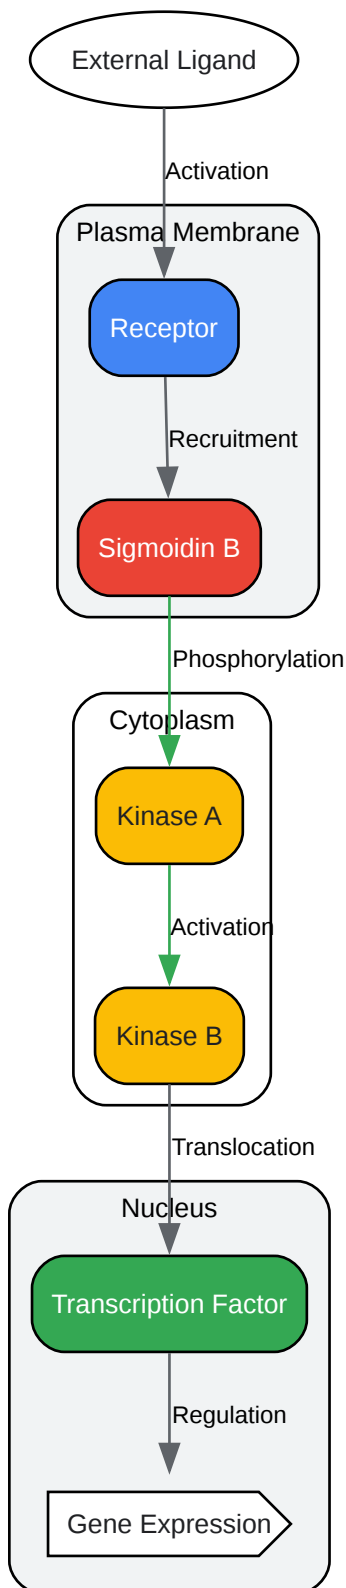 External Ligand
Activation
Plasma Membrane
Receptor
Recruitment
Sigmoidin B
Phosphorylation
Cytoplasm
Kinase A
Activation
Kinase B
Translocation
Nucleus
Transcription Factor
Regulation
Gene Expression